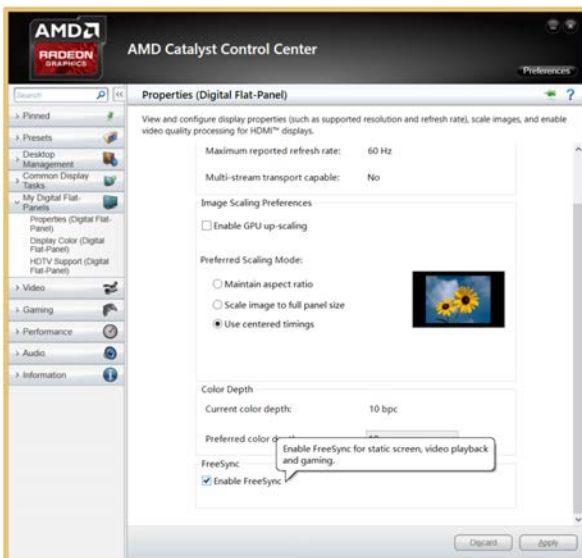 AMD
RADEON
GRAPHICS
AMD Catalyst Control Center
Preferences
Search
Properties (Digital Flat-Panel)
View and configure display properties (such as supported resolution and refresh rate), scale images, and enable
video quality processing for HDMI™ displays.
Pinned
Presets
Desktop
Management
Common Display
Tasks
My Digital Flat-
Panels
Properties (Digital Flat-
Panel)
Display Color (Digital
Flat-Panel)
HDTV Support (Digital
Flat-Panel)
Video
Gaming
Performance
Audio
Information
Maximum reported refresh rate: 60 Hz
Multi-stream transport capable: No
Image Scaling Preferences
Enable GPU up-scaling
Preferred Scaling Mode:
Maintain aspect ratio
Scale image to full panel size
Use centered timings
Color Depth
Current color depth: 10 bpc
Preferred color
Enable FreeSync for static screen, video playback
and gaming.
FreeSync
Enable FreeSync
Discard Apply